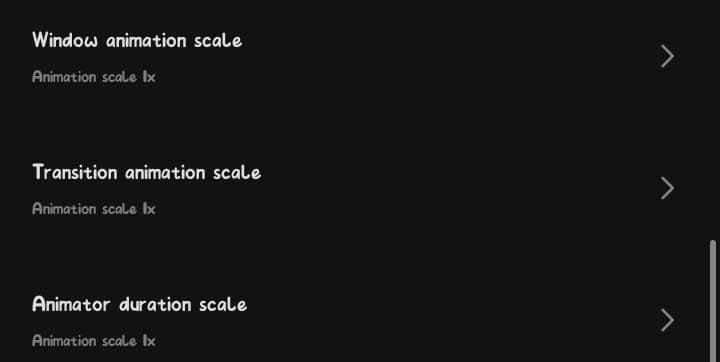 Window animation scale
Animation scale 1x
Transition animation scale
Animation scale 1x
Animator duration scale
Animation scale 1x